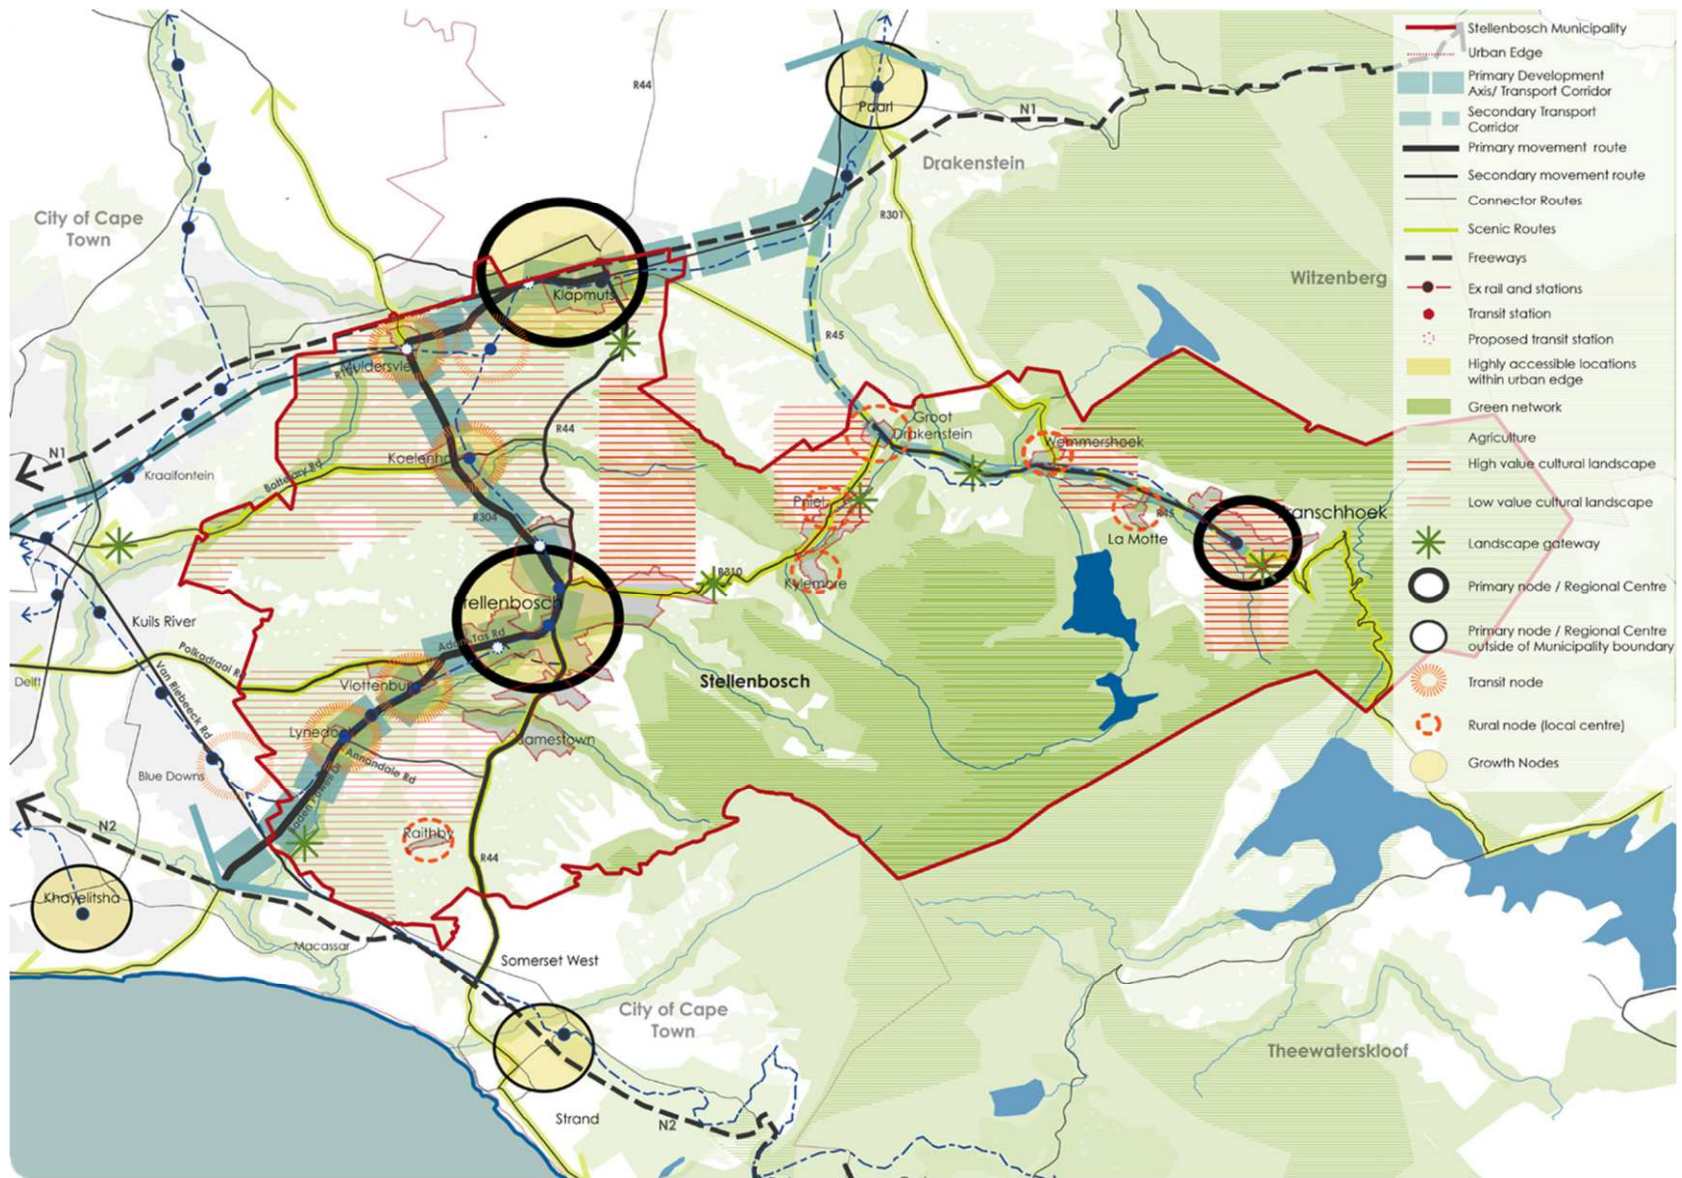 Stellenbosch Municipality
Urban Edge
Primary Development
Axis/ Transport Corridor
Secondary Transport
Corridor
Primary movement route
Secondary movement route
Connector Routes
Scenic Routes
Freeways
Ex rail and stations
Transit station
Proposed transit station
Highly accessible locations
within urban edge
Green network
Agriculture
High value cultural landscape
Low value cultural landscape
Landscape gateway
Primary node / Regional Centre
Primary node / Regional Centre
outside of Municipality boundary
Transit node
Rural node (local centre)
Growth Nodes
R44
Paarl
N1
Drakenstein
City of Cape
Town
R301
Witzenberg
Klapmuts
R45
Muldersvlei
Groot
Drakenstein
R44
Wemmershoek
N1
Koelenhof
Kraaifontein
Bottelary Rd
Pniel
R304
R45
Franschhoek
La Motte
R310
Kylemore
Stellenbosch
Kuils River
Adam Tas Rd
Polkadraai Rd
Delft
Vlottenburg
Stellenbosch
Van Riebeeck Rd
Lynedoch
Jamestown
Annandale Rd
Blue Downs
Baden Powell Dr
N2
Raithby
R44
Khayelitsha
Macassar
Somerset West
City of Cape
Town
Theewaterskloof
Strand
N2